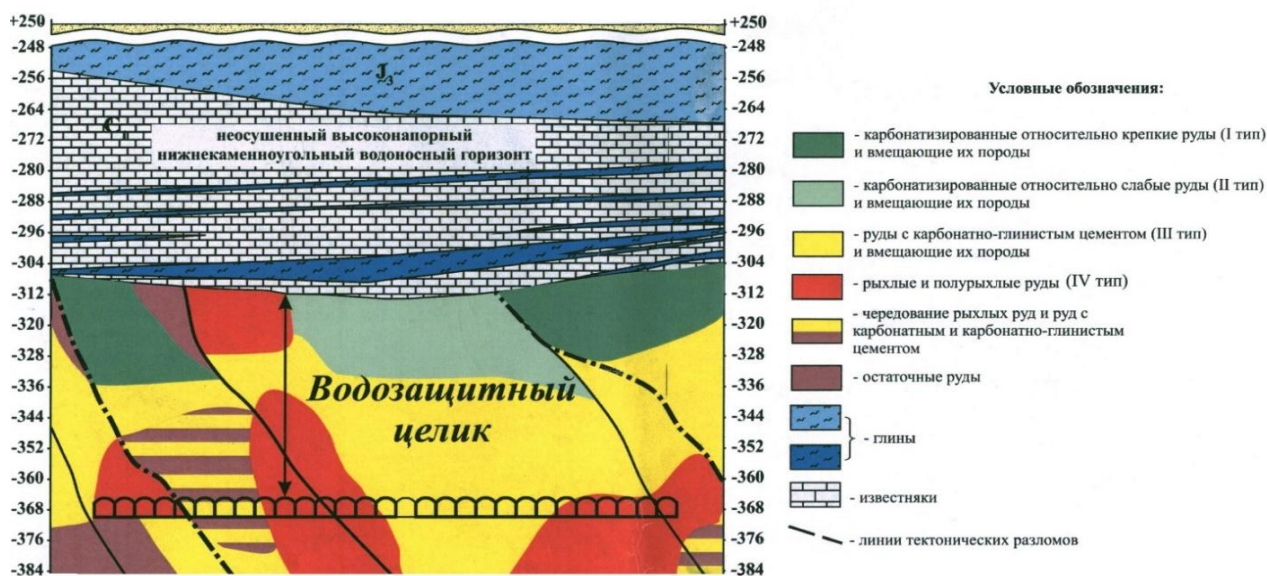 +250
-248
-256
-264
-272
-280
-288
-296
-304
-312
-320
-328
-336
-344
-352
-360
-368
-376
-384
J₃
C₁
неосушенный высоконапорный
нижнекаменноугольный водоносный горизонт
Водозащитный
целик
+250
-248
-256
-264
-272
-280
-288
-296
-304
-312
-320
-328
-336
-344
-352
-360
-368
-376
-384
Условные обозначения:
- карбонатизированные относительно крепкие руды (I тип)
и вмещающие их породы
- карбонатизированные относительно слабые руды (II тип)
и вмещающие их породы
- руды с карбонатно-глинистым цементом (III тип)
и вмещающие их породы
- рыхлые и полурыхлые руды (IV тип)
- чередование рыхлых руд и руд с
карбонатным и карбонатно-глинистым
цементом
- остаточные руды
- глины
- известняки
- линии тектонических разломов